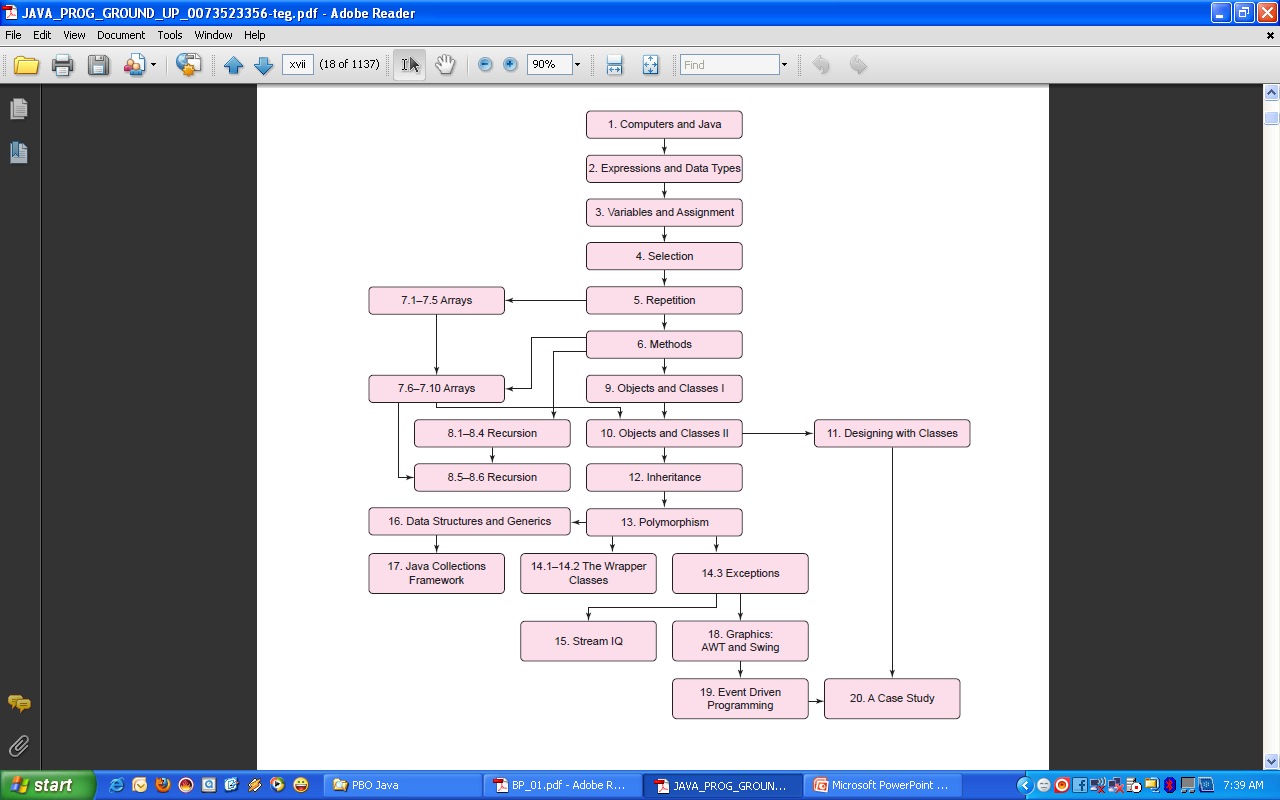 JAVA_PROG_GROUND_UP_0073523356-teg.pdf - Adobe Reader
File Edit View Document Tools Window Help
xvii (18 of 1137) 90% Find
1. Computers and Java
2. Expressions and Data Types
3. Variables and Assignment
4. Selection
7.1–7.5 Arrays
5. Repetition
6. Methods
7.6–7.10 Arrays
9. Objects and Classes I
8.1–8.4 Recursion
10. Objects and Classes II
11. Designing with Classes
8.5–8.6 Recursion
12. Inheritance
16. Data Structures and Generics
13. Polymorphism
17. Java Collections
Framework
14.1–14.2 The Wrapper
Classes
14.3 Exceptions
15. Stream IQ
18. Graphics:
AWT and Swing
19. Event Driven
Programming
20. A Case Study
start PBO Java BP_01.pdf - Adobe R... JAVA_PROG_GROUN... Microsoft PowerPoint ... 7:39 AM